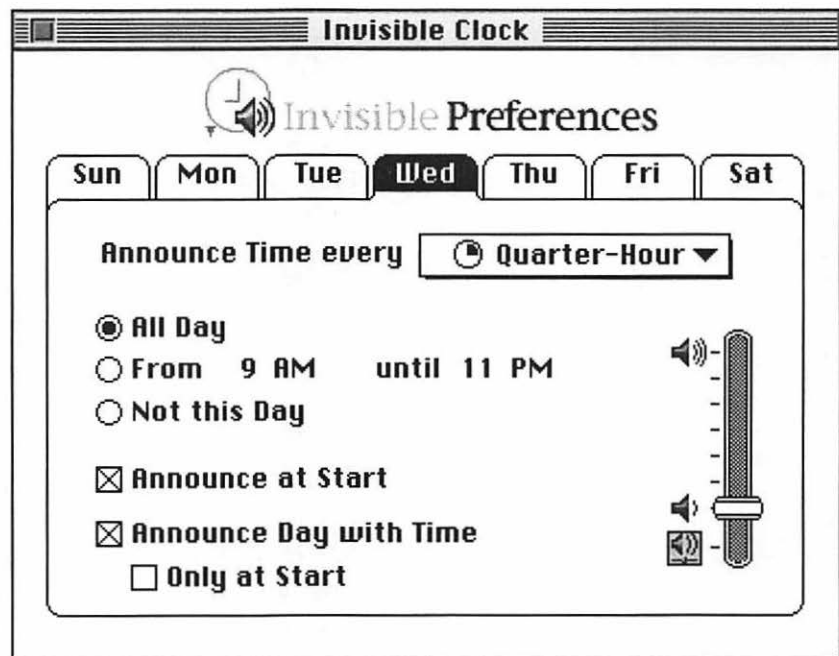 Invisible Clock
Invisible Preferences
Sun Mon Tue Wed Thu Fri Sat
Announce Time every Quarter-Hour
All Day
From 9 AM until 11 PM
Not this Day
Announce at Start
Announce Day with Time
Only at Start